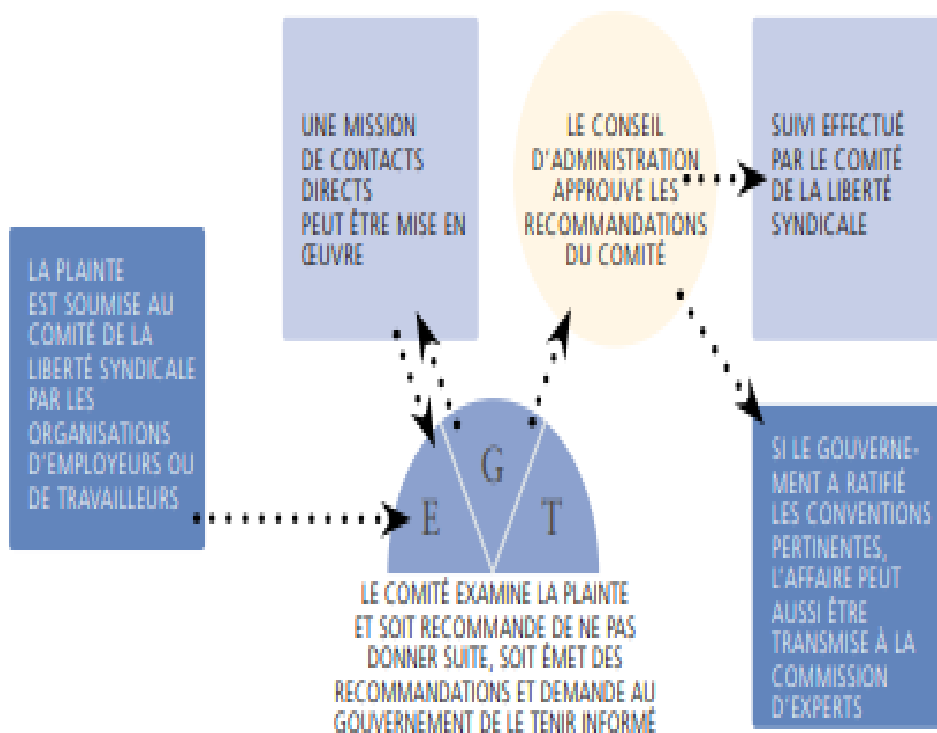 LA PLAINTE
EST SOUMISE AU
COMITÉ DE LA
LIBERTÉ SYNDICALE
PAR LES
ORGANISATIONS
D'EMPLOYEURS OU
DE TRAVAILLEURS
UNE MISSION
DE CONTACTS
DIRECTS
PEUT ÊTRE MISE EN
ŒUVRE
E
G
T
LE COMITÉ EXAMINE LA PLAINTE
ET SOIT RECOMMANDE DE NE PAS
DONNER SUITE, SOIT ÉMET DES
RECOMMANDATIONS ET DEMANDE AU
GOUVERNEMENT DE LE TENIR INFORMÉ
LE CONSEIL
D'ADMINISTRATION
APPROUVE LES
RECOMMANDATIONS
DU COMITÉ
SUIVI EFFECTUÉ
PAR LE COMITÉ
DE LA LIBERTÉ
SYNDICALE
SI LE GOUVERNE-
MENT A RATIFIÉ
LES CONVENTIONS
PERTINENTES,
L'AFFAIRE PEUT
AUSSI ÊTRE
TRANSMISE À LA
COMMISSION
D'EXPERTS